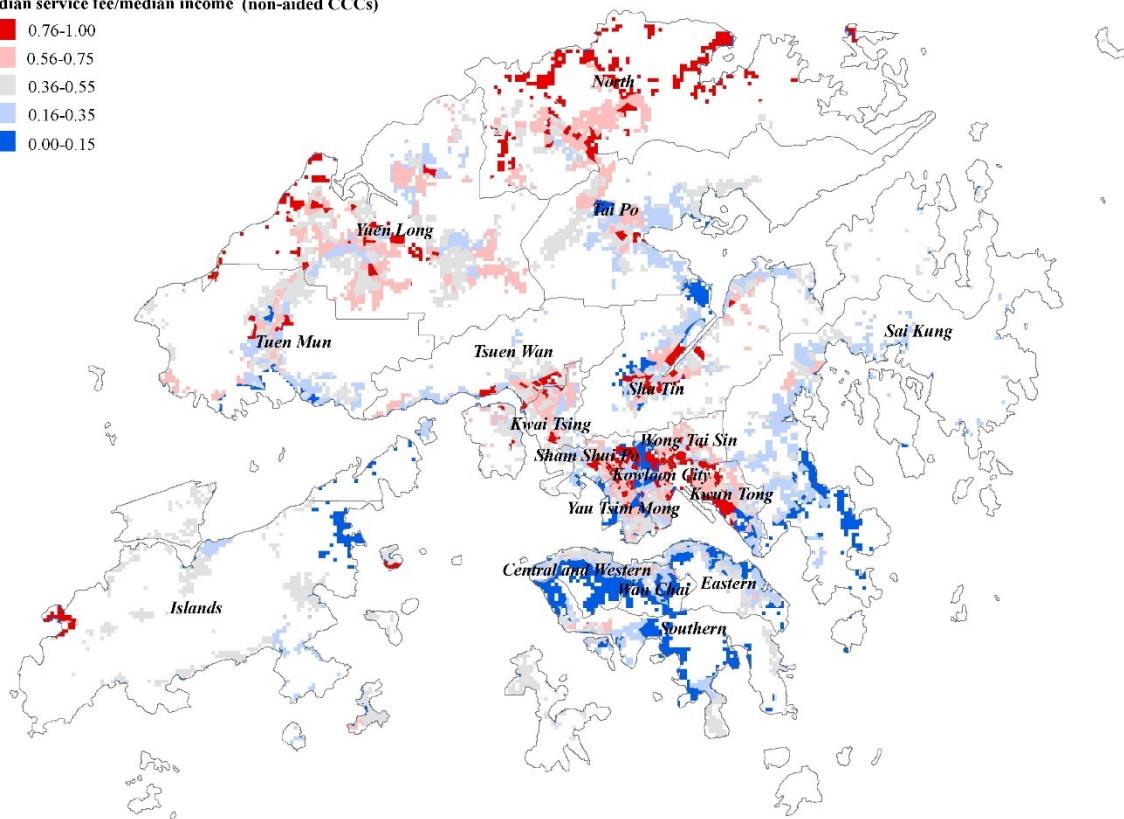 dian service fee/median income (non-aided CCCs)
0.76-1.00
0.56-0.75
0.36-0.55
0.16-0.35
0.00-0.15
North
Tai Po
Yuen Long
Sai Kung
Tuen Mun
Tsuen Wan
Sha Tin
Kwai Tsing
Wong Tai Sin
Sham Shui Po
Kowloon City
Kwun Tong
Yau Tsim Mong
Central and Western
Wan Chai
Eastern
Islands
Southern